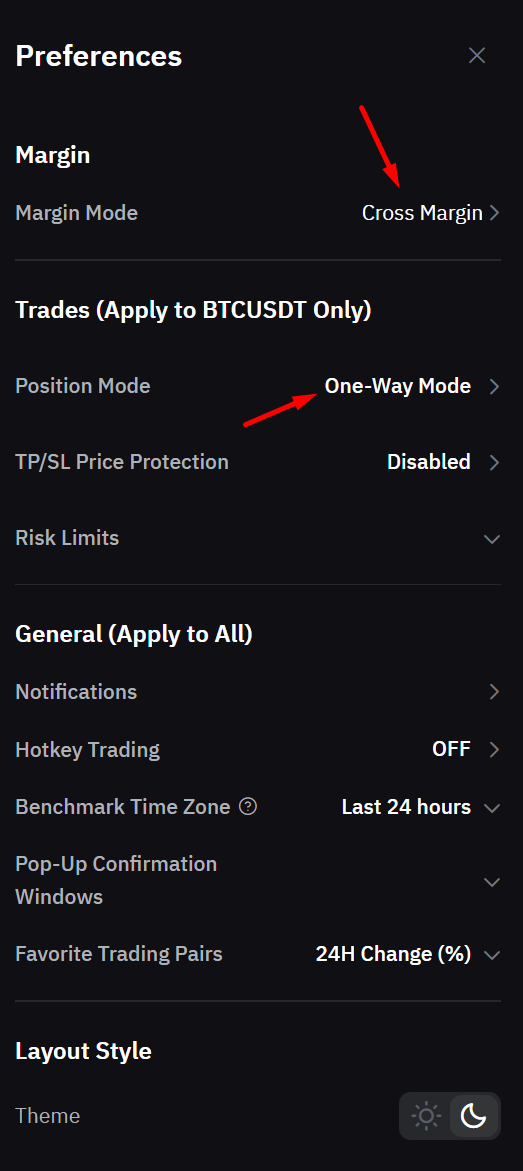 Preferences
Margin
Margin Mode Cross Margin
Trades (Apply to BTCUSDT Only)
Position Mode One-Way Mode
TP/SL Price Protection Disabled
Risk Limits
General (Apply to All)
Notifications
Hotkey Trading OFF
Benchmark Time Zone ? Last 24 hours
Pop-Up Confirmation
Windows
Favorite Trading Pairs 24H Change (%)
Layout Style
Theme